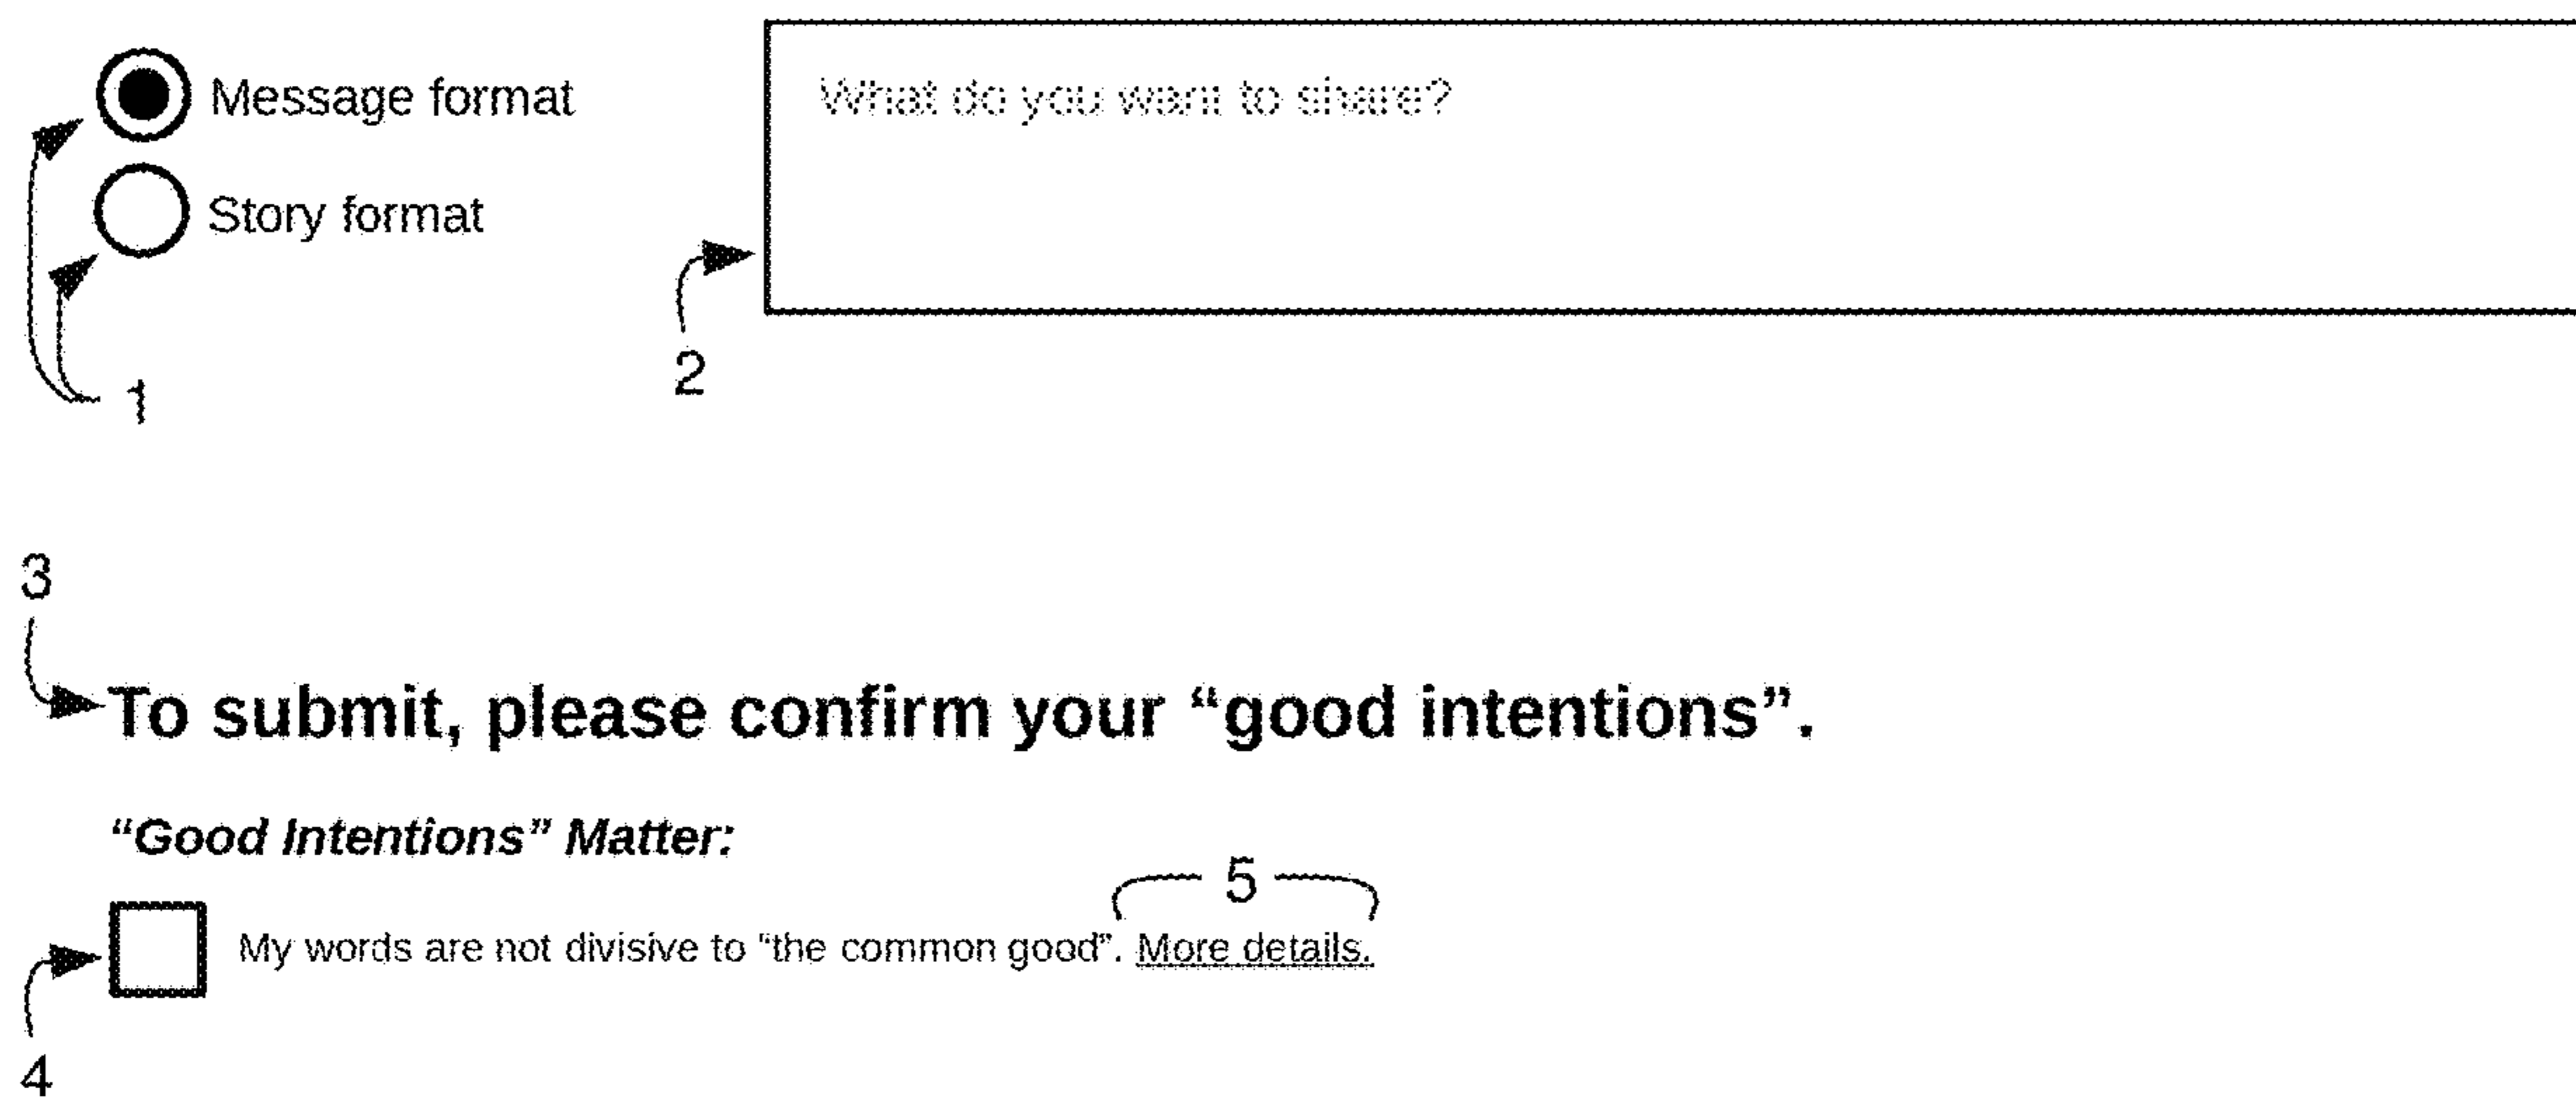 Message format
What do you want to share?
Story format
2
1
3
To submit, please confirm your “good intentions”.
“Good Intentions” Matter:
5
My words are not divisive to “the common good”. More details.
4